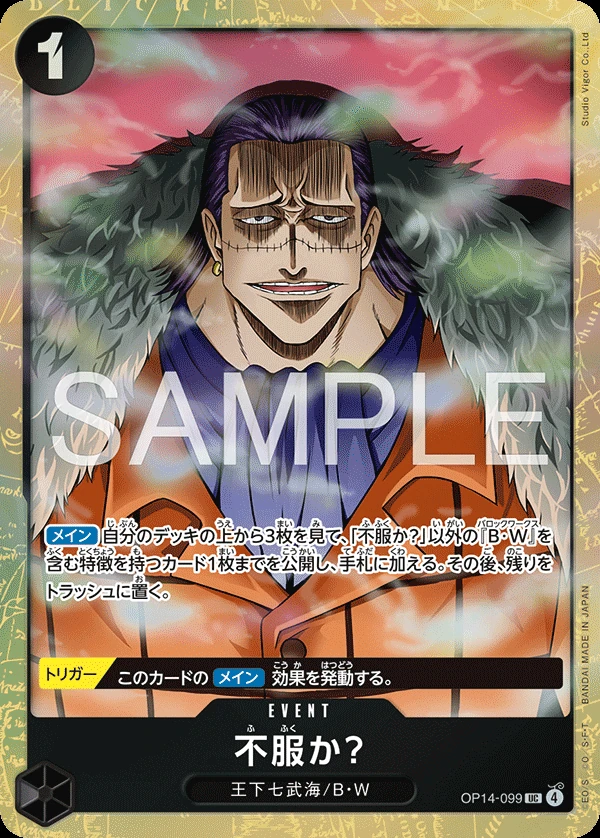 1
Studio Vigor Co.,Ltd
SAMPLE
メイン 自分のデッキの上から3枚を見て、「不服か?」以外の『B・W』を
含む特徴を持つカード1枚までを公開し、手札に加える。その後、残りを
トラッシュに置く。
トリガー このカードの メイン 効果を発動する。
EVENT
不服か?
王下七武海/B・W
OP14-099 UC 4
BANDAI MADE IN JAPAN